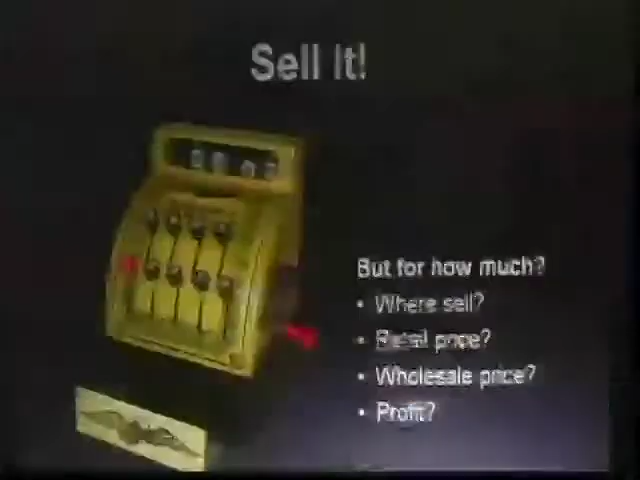 Sell It!
But for how much?
• Where sell?
• Retail price?
• Wholesale price?
• Profit?